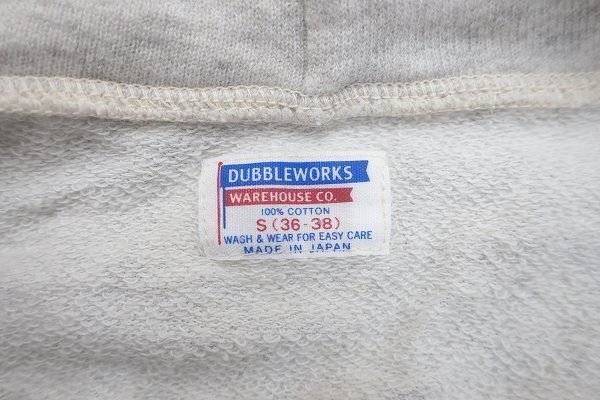 DUBBLEWORKS
WAREHOUSE CO.
100% COTTON
S (36-38)
WASH & WEAR FOR EASY CARE
MADE IN JAPAN